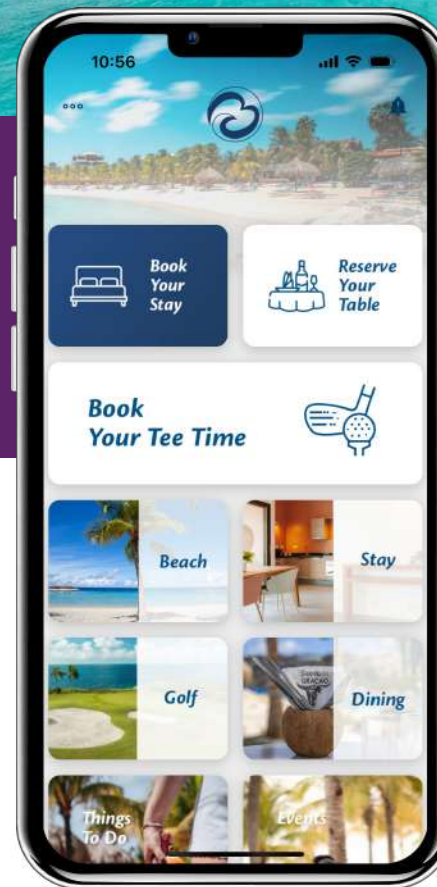 10:56
Book
Your
Stay
Reserve
Your
Table
Book
Your Tee Time
Beach
Stay
Golf
Dining
Things
To Do
Events